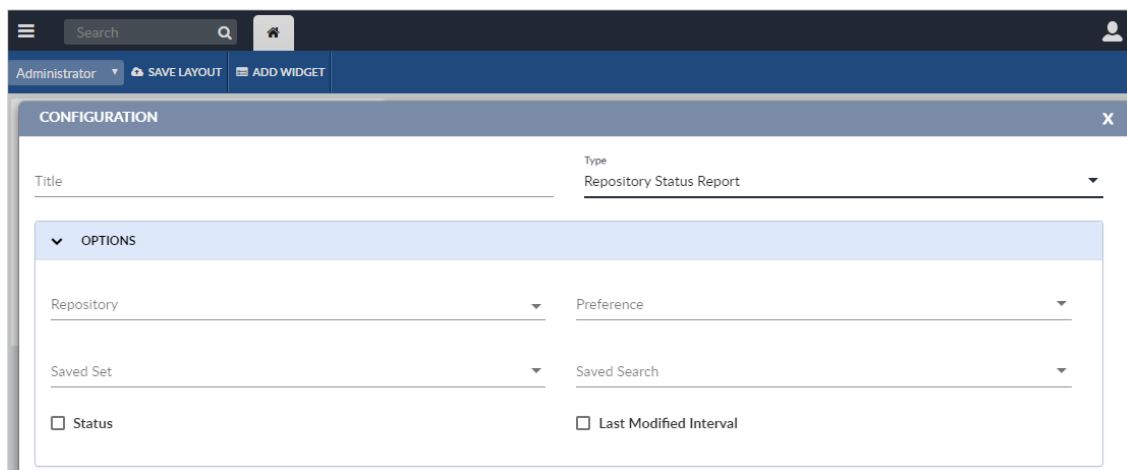 Search
Administrator SAVE LAYOUT ADD WIDGET
CONFIGURATION X
Type
Title Repository Status Report
OPTIONS
Repository Preference
Saved Set Saved Search
Status Last Modified Interval